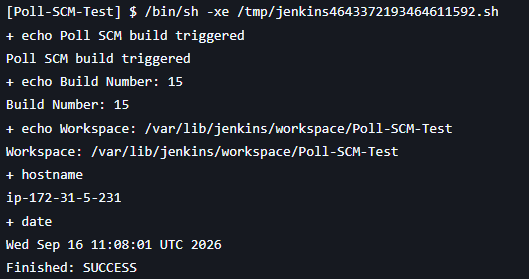 [Poll-SCM-Test] $ /bin/sh -xe /tmp/jenkins4643372193464611592.sh
+ echo Poll SCM build triggered
Poll SCM build triggered
+ echo Build Number: 15
Build Number: 15
+ echo Workspace: /var/lib/jenkins/workspace/Poll-SCM-Test
Workspace: /var/lib/jenkins/workspace/Poll-SCM-Test
+ hostname
ip-172-31-5-231
+ date
Wed Sep 16 11:08:01 UTC 2026
Finished: SUCCESS